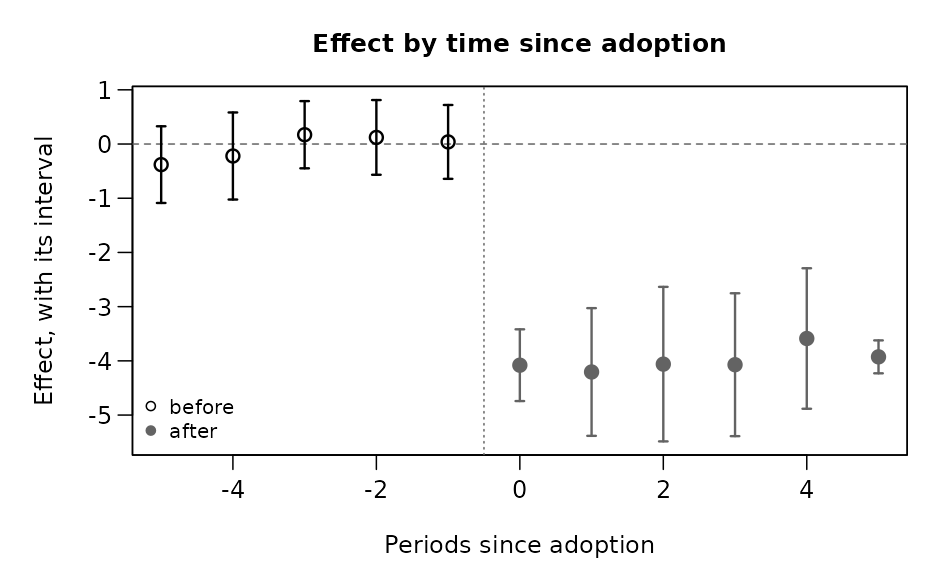 Effect by time since adoption
Effect, with its interval
1
0
-1
-2
-3
-4
-5
before
after
-4
-2
0
2
4
Periods since adoption